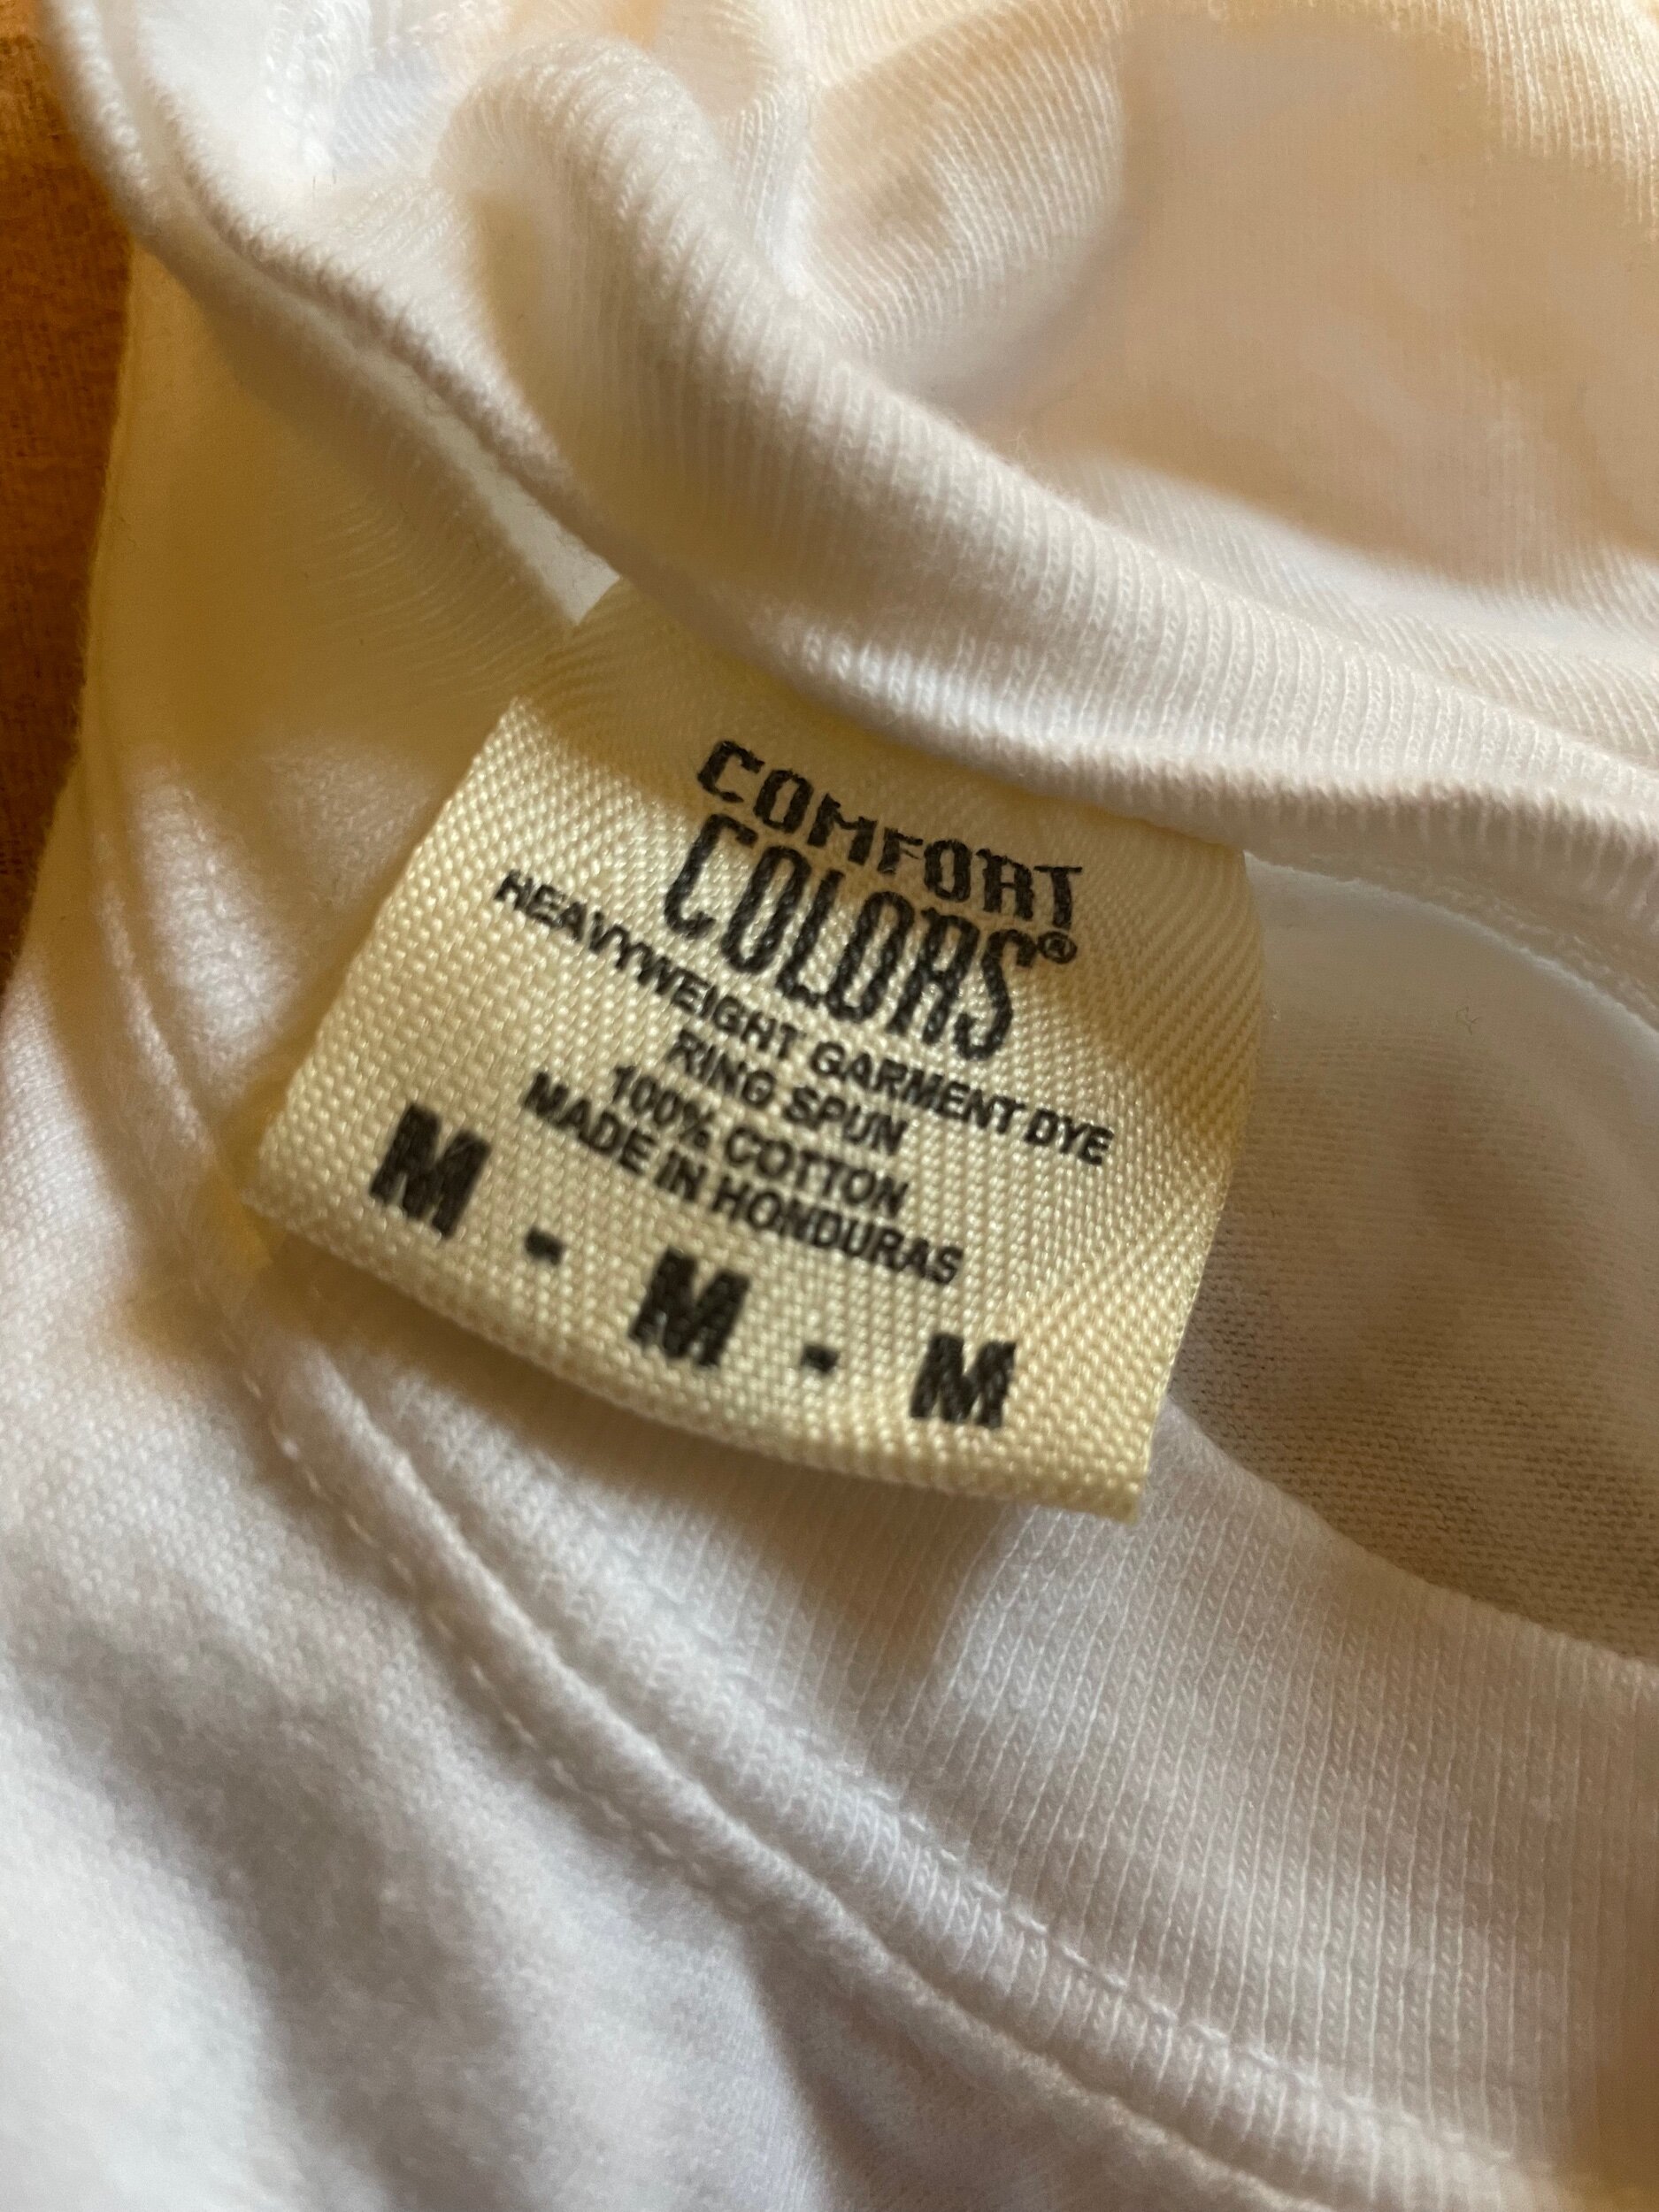 COMFORT
COLORS®
HEAVYWEIGHT GARMENT DYE
RING SPUN
100% COTTON
MADE IN HONDURAS
M - M - M